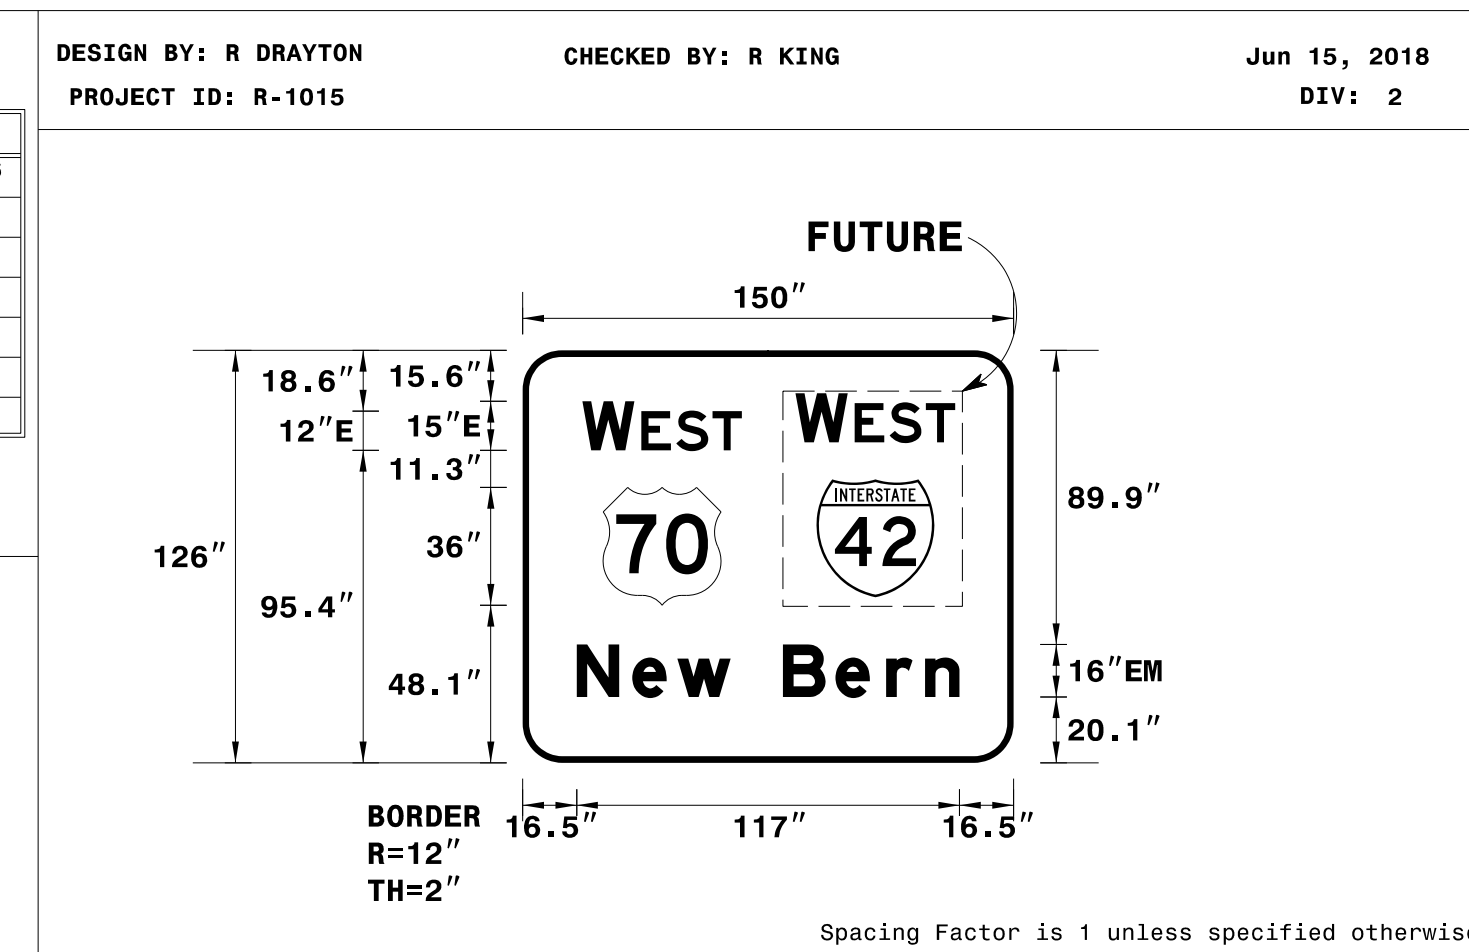 DESIGN BY: R DRAYTON
CHECKED BY: R KING
Jun 15, 2018
PROJECT ID: R-1015
DIV: 2
FUTURE
150″
18.6″
15.6″
12″E
15″E
11.3″
36″
126″
95.4″
48.1″
WEST
WEST
70
INTERSTATE
42
New Bern
89.9″
16″EM
20.1″
16.5″
117″
16.5″
BORDER
R=12″
TH=2″
Spacing Factor is 1 unless specified otherwise